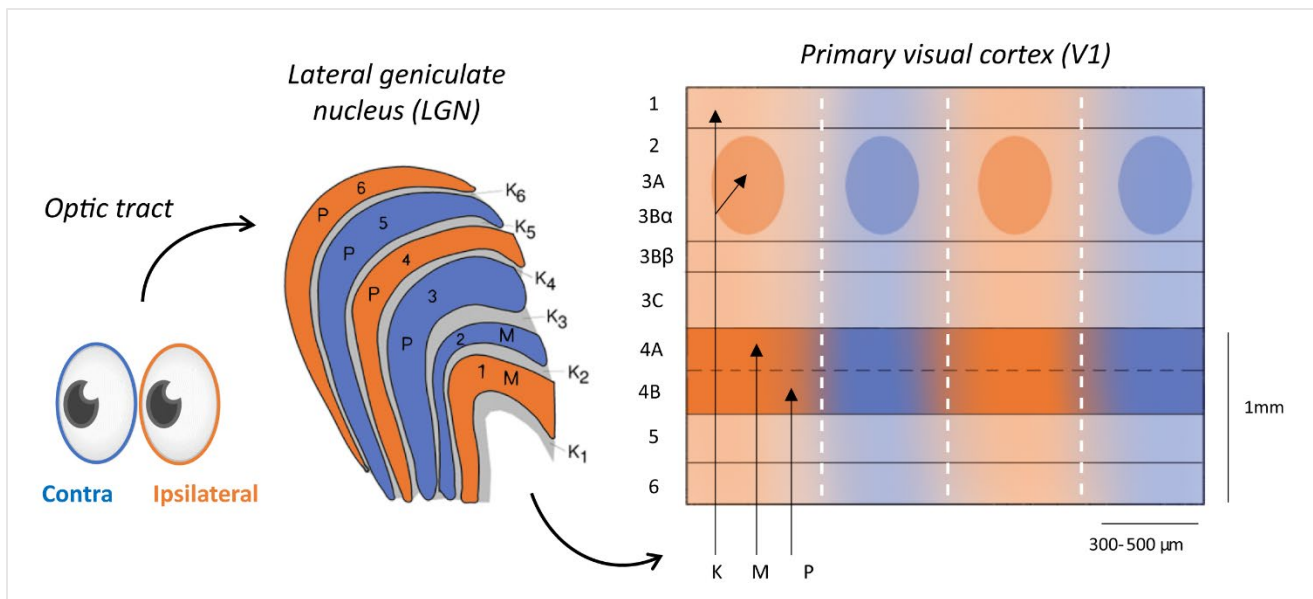 Optic tract
Contra
Ipsilateral
Lateral geniculate
nucleus (LGN)
6
P
5
P
4
P
3
P
2
M
1
M
K6
K5
K4
K3
K2
K1
Primary visual cortex (V1)
1
2
3A
3Bα
3Bβ
3C
4A
4B
5
6
K M P
1mm
300-500 µm